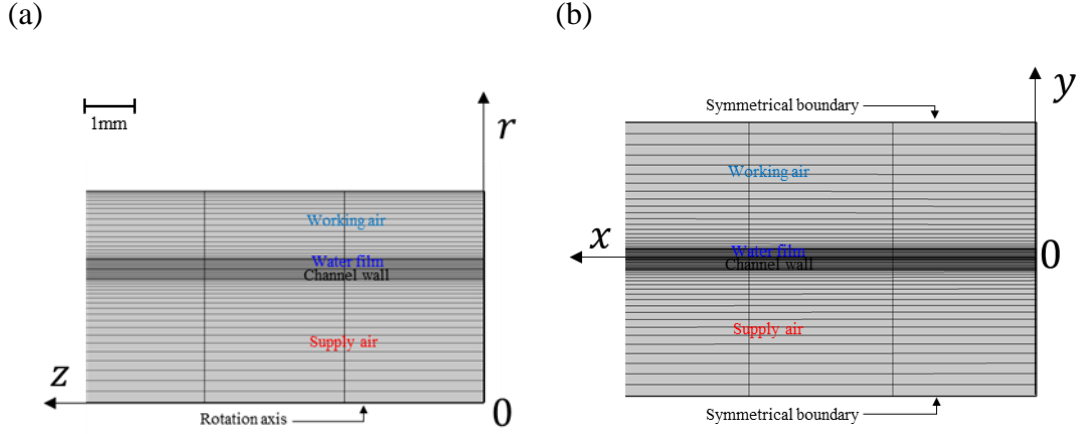 (a)
(b)
1mm
r
Working air
Water film
Channel wall
Supply air
z
Rotation axis
0
y
Symmetrical boundary
Working air
x
Water film
Channel wall
0
Supply air
Symmetrical boundary